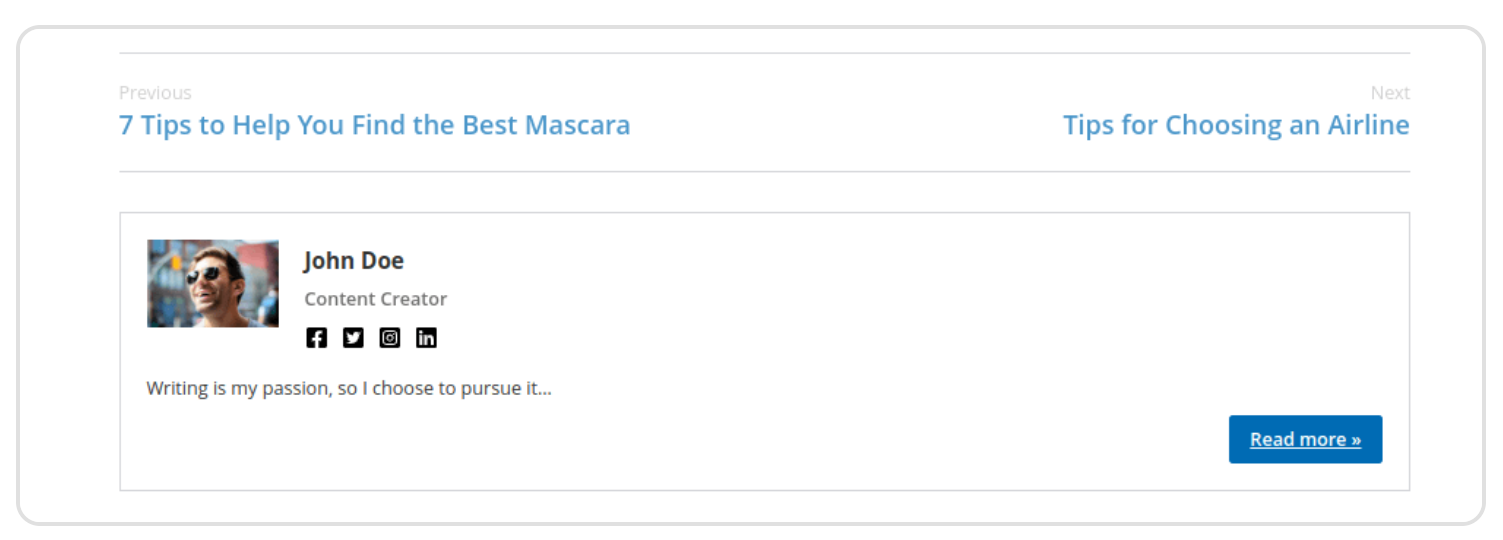 Previous
Next
7 Tips to Help You Find the Best Mascara
Tips for Choosing an Airline
John Doe
Content Creator
Writing is my passion, so I choose to pursue it...
Read more »